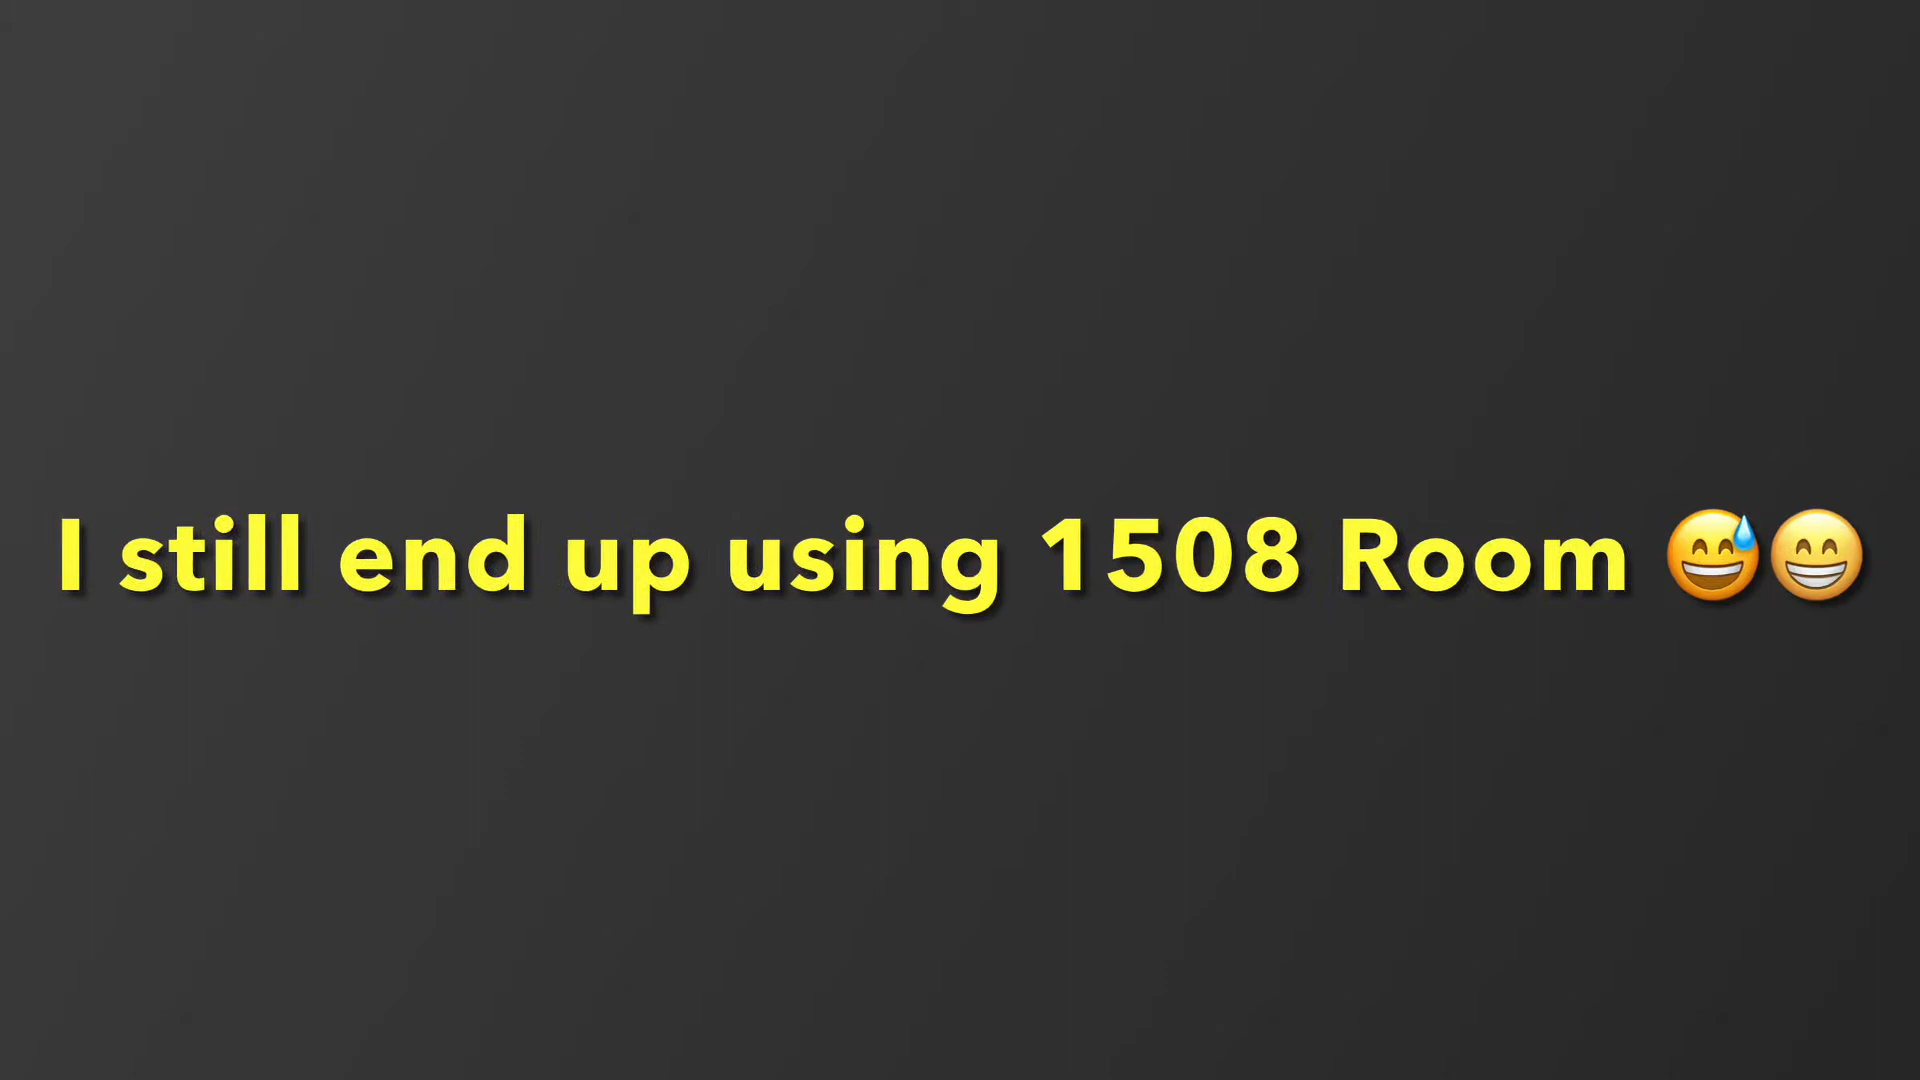 I still end up using 1508 Room 😅😁